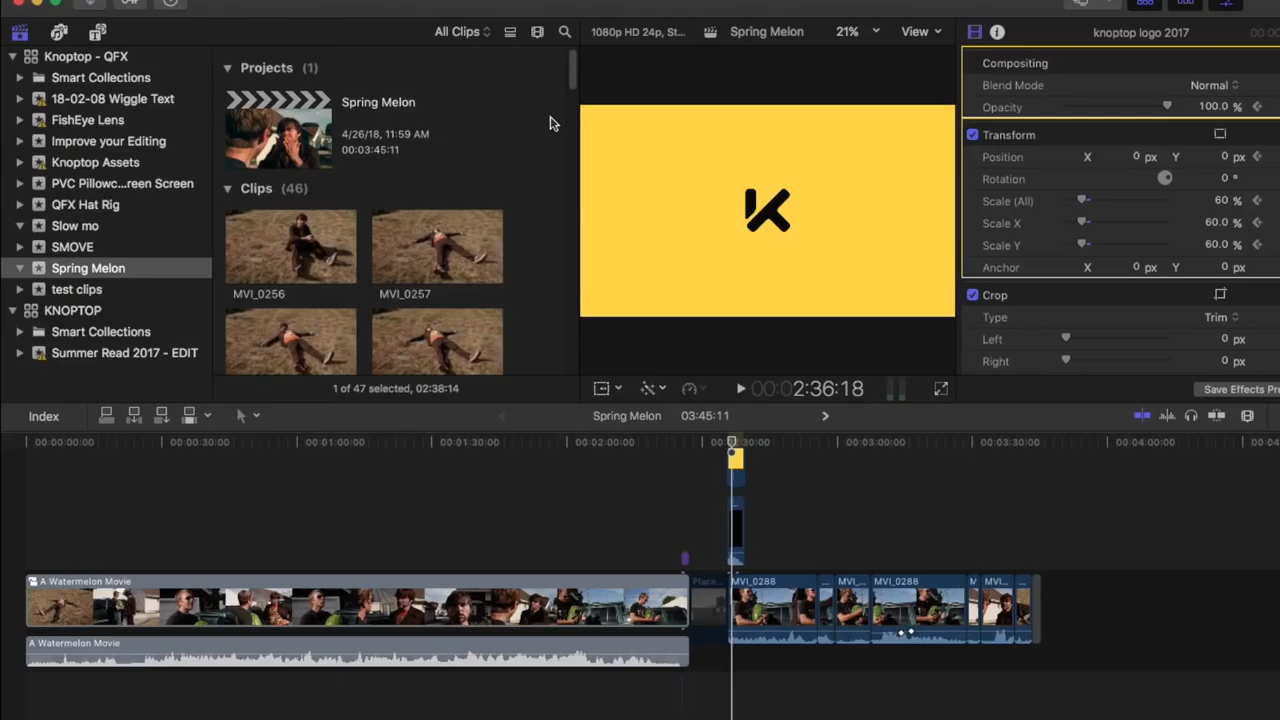 All Clips
1080p HD 24p, St...
Spring Melon
21%
View
knoptop logo 2017
Knoptop - QFX
Smart Collections
18-02-08 Wiggle Text
FishEye Lens
Improve your Editing
Knoptop Assets
PVC Pillowc...reen Screen
QFX Hat Rig
Slow mo
SMOVE
Spring Melon
test clips
KNOPTOP
Smart Collections
Summer Read 2017 - EDIT
Projects (1)
Spring Melon
4/26/18, 11:59 AM
00:03:45:11
Clips (46)
MVI_0256
MVI_0257
1 of 47 selected, 02:38:14
K
Compositing
Blend Mode Normal
Opacity 100.0 %
Transform
Position X 0 px Y 0 px
Rotation 0 °
Scale (All) 60 %
Scale X 60.0 %
Scale Y 60.0 %
Anchor X 0 px Y 0 px
Crop
Type Trim
Left 0 px
Right 0 px
00:02:36:18
Save Effects Pre
Index
Spring Melon 03:45:11
00:00:00:00 00:00:30:00 00:01:00:00 00:01:30:00 00:02:00:00 00:02:30:00 00:03:00:00 00:03:30:00 00:04:00:00 00:04
A Watermelon Movie
Place...
MVI_0288
...
MVI_...
MVI_0288
M
MVI...
...
A Watermelon Movie